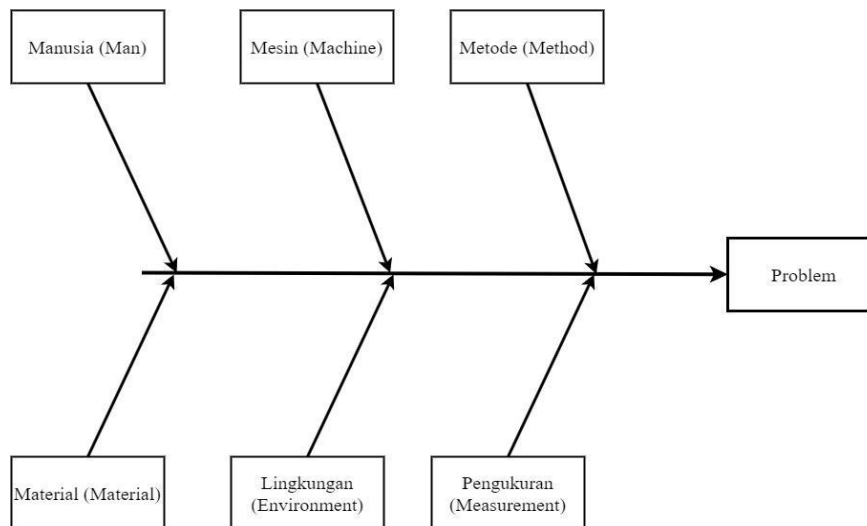 Manusia (Man)
Mesin (Machine)
Metode (Method)
Problem
Material (Material)
Lingkungan
(Environment)
Pengukuran
(Measurement)